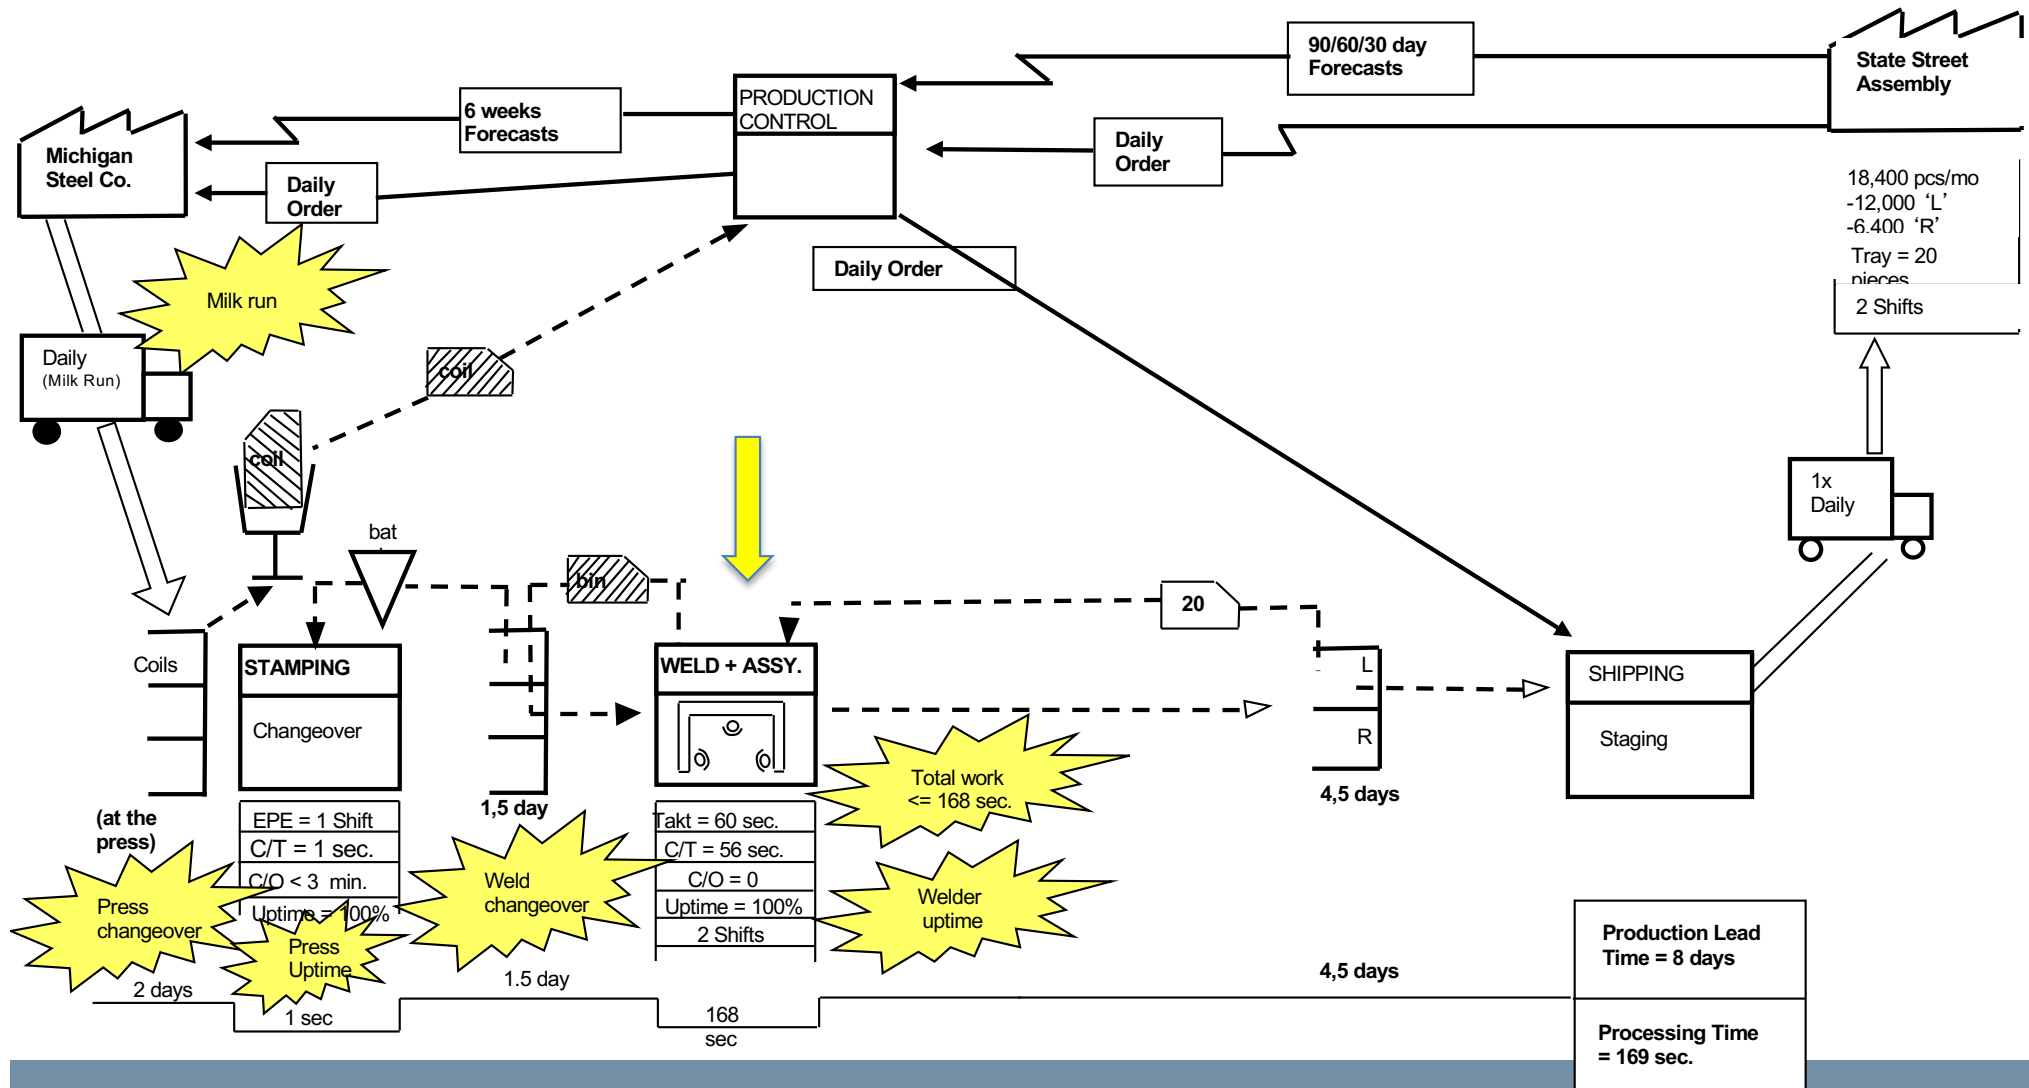 90/60/30 day
Forecasts
State Street
Assembly
6 weeks
Forecasts
PRODUCTION
CONTROL
Michigan
Steel Co.
Daily
Order
Daily
Order
18,400 pcs/mo
-12,000 ‘L’
-6.400 ‘R’
Tray = 20
pieces
2 Shifts
Daily Order
Milk run
Daily
(Milk Run)
coil
coil
1x
Daily
bat
bin
20
Coils
STAMPING
Changeover
WELD + ASSY.
L
R
SHIPPING
Staging
Total work
<= 168 sec.
(at the
press)
1,5 day
4,5 days
EPE = 1 Shift
C/T = 1 sec.
C/O < 3 min.
Uptime = 100%
Takt = 60 sec.
C/T = 56 sec.
C/O = 0
Uptime = 100%
2 Shifts
Press
changeover
Press
Uptime
Weld
changeover
Welder
uptime
2 days
1 sec
1.5 day
168
sec
4,5 days
Production Lead
Time = 8 days
Processing Time
= 169 sec.